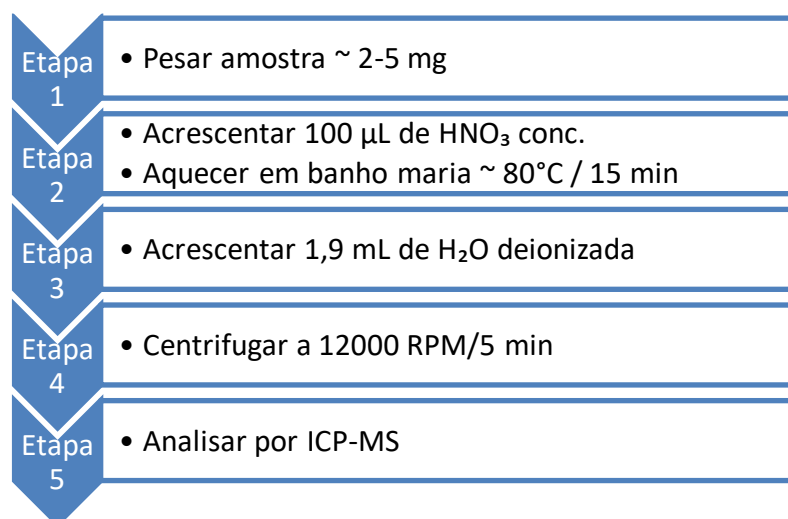 Etapa
1
• Pesar amostra ~ 2-5 mg
Etapa
2
• Acrescentar 100 µL de HNO₃ conc.
• Aquecer em banho maria ~ 80°C / 15 min
Etapa
3
• Acrescentar 1,9 mL de H₂O deionizada
Etapa
4
• Centrifugar a 12000 RPM/5 min
Etapa
5
• Analisar por ICP-MS